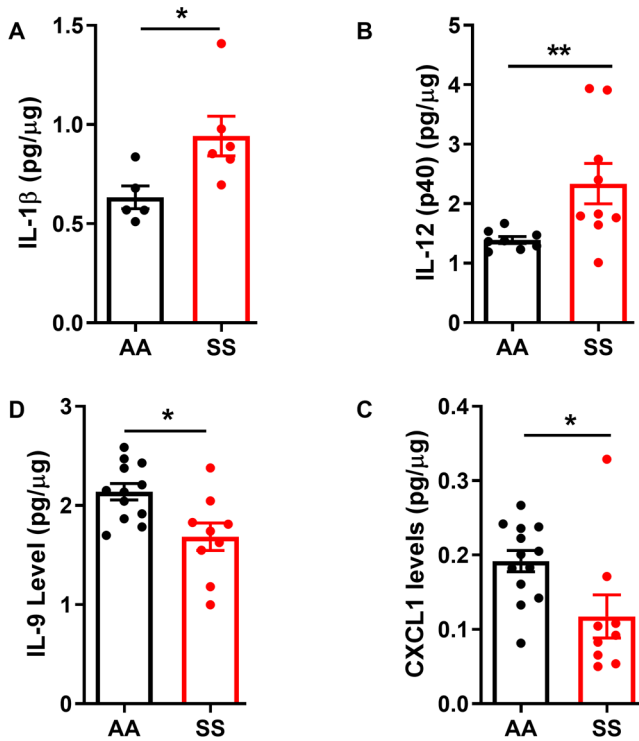 A
IL-1β (pg/μg)
1.5
1.0
0.5
0.0
*
AA
SS
B
IL-12 (p40) (pg/μg)
5
4
3
2
1
0
**
AA
SS
D
IL-9 Level (pg/μg)
3
2
1
0
*
AA
SS
C
CXCL1 levels (pg/μg)
0.4
0.3
0.2
0.1
0.0
*
AA
SS